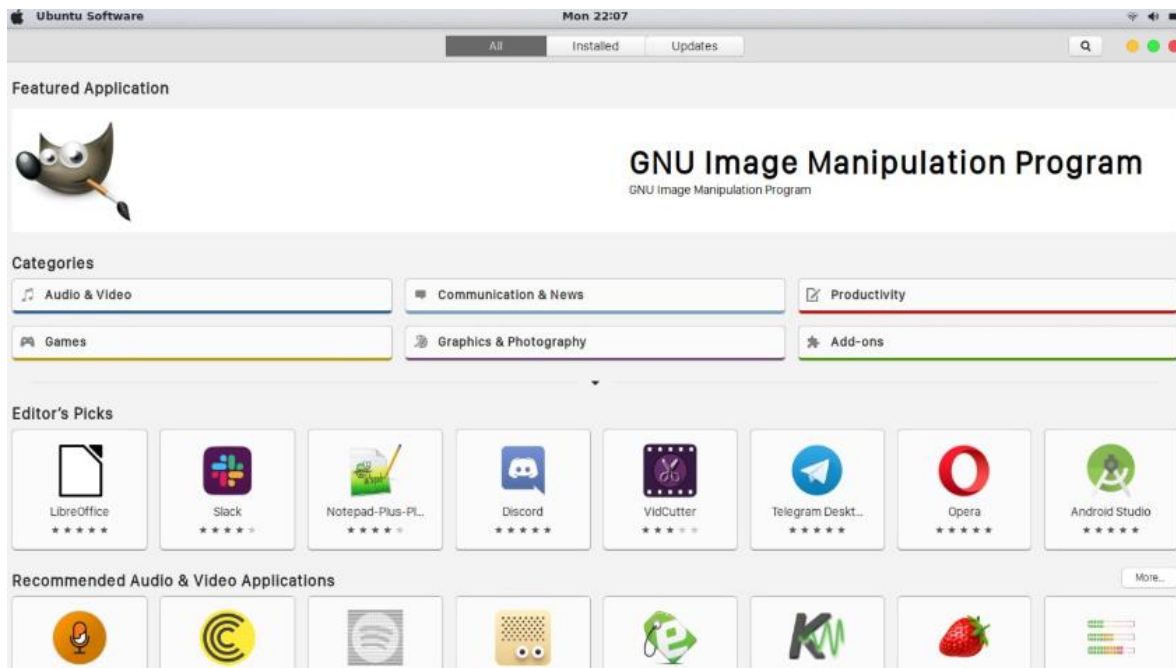 Ubuntu Software Mon 22:07
All Installed Updates
Featured Application
GNU Image Manipulation Program
GNU Image Manipulation Program
Categories
Audio & Video Communication & News Productivity
Games Graphics & Photography Add-ons
Editor's Picks
LibreOffice Slack Notepad-Plus-Pl... Discord VidCutter Telegram Deskt... Opera Android Studio
Recommended Audio & Video Applications More...